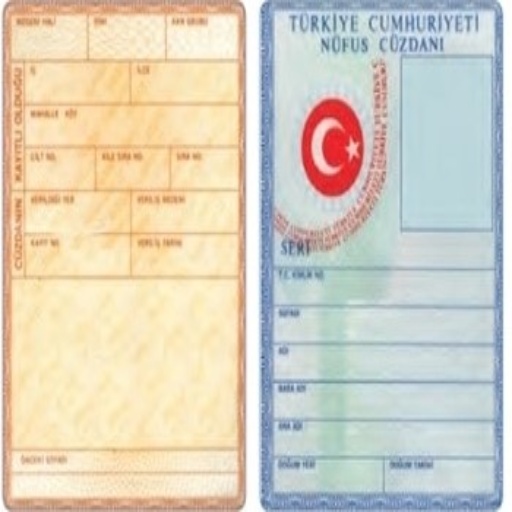 MEDENİ HALİ DİNİ KAN GRUBU
İL İLÇE
MAHALLE - KÖY
CİLT NO. AİLE SIRA NO. SIRA NO.
VERİLDİĞİ YER VERİLİŞ NEDENİ
KAYIT NO. VERİLİŞ TARİHİ
CÜZDANIN KAYITLI OLDUĞU
ÖNCEKİ SOYADI
TÜRKİYE CUMHURİYETİ
NÜFUS CÜZDANI
SERİ
T.C. KİMLİK NO.
SOYADI
ADI
BABA ADI
ANA ADI
DOĞUM YERİ DOĞUM TARİHİ